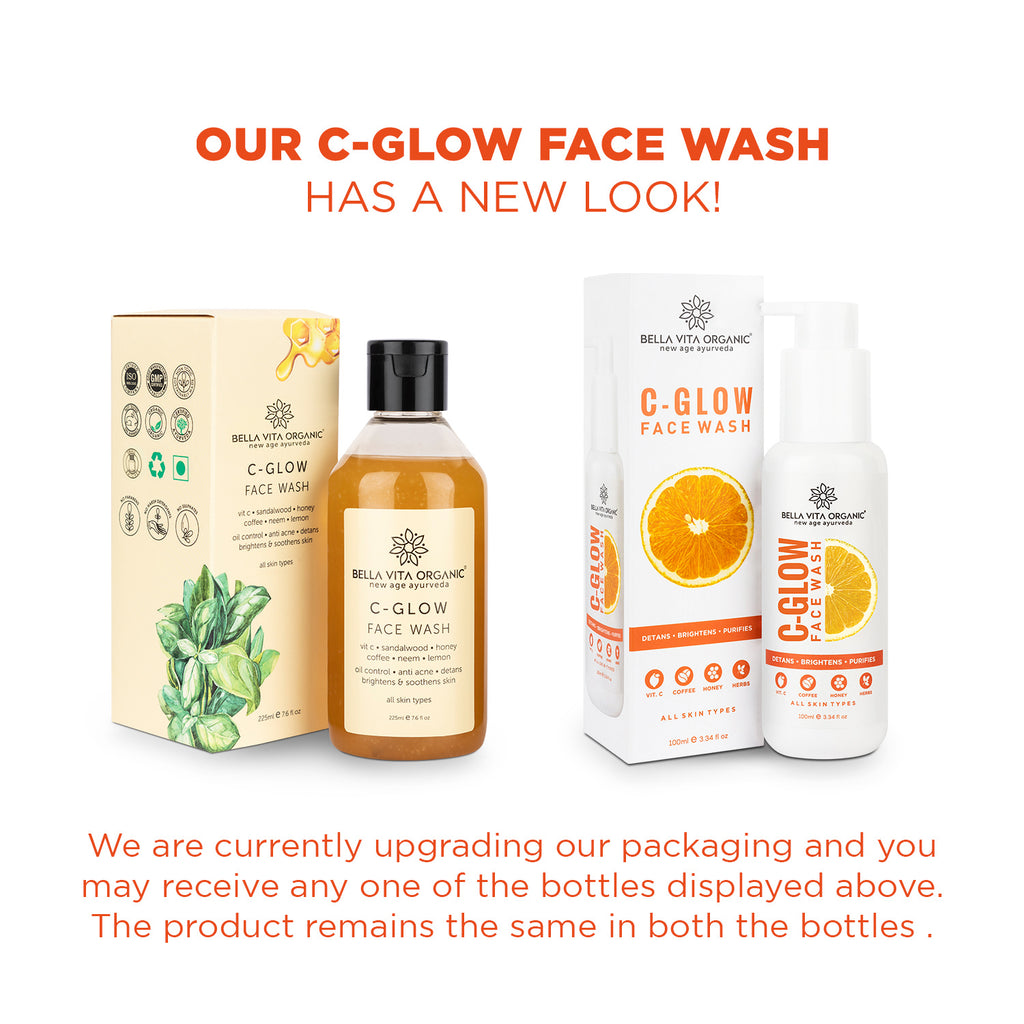 OUR C-GLOW FACE WASH
HAS A NEW LOOK!
ISO
GMP
BELLA VITA ORGANIC®
new age ayurveda
C-GLOW
FACE WASH
vit c • sandalwood • honey
coffee • neem • lemon
oil control • anti acne • detans
brightens & soothens skin
all skin types
225ml ℮ 7.6 fl oz
BELLA VITA ORGANIC®
new age ayurveda
C-GLOW
FACE WASH
vit c • sandalwood • honey
coffee • neem • lemon
oil control • anti acne • detans
brightens & soothens skin
all skin types
225ml ℮ 7.6 fl oz
BELLA VITA ORGANIC®
new age ayurveda
C-GLOW
FACE WASH
C-GLOW
FACE WASH
DETANS • BRIGHTENS • PURIFIES
VIT. C COFFEE HONEY HERBS
ALL SKIN TYPES
100ml ℮ 3.34 fl oz
BELLA VITA ORGANIC®
new age ayurveda
C-GLOW
FACE WASH
DETANS • BRIGHTENS • PURIFIES
VIT. C COFFEE HONEY HERBS
ALL SKIN TYPES
100ml ℮ 3.34 fl oz
We are currently upgrading our packaging and you
may receive any one of the bottles displayed above.
The product remains the same in both the bottles .